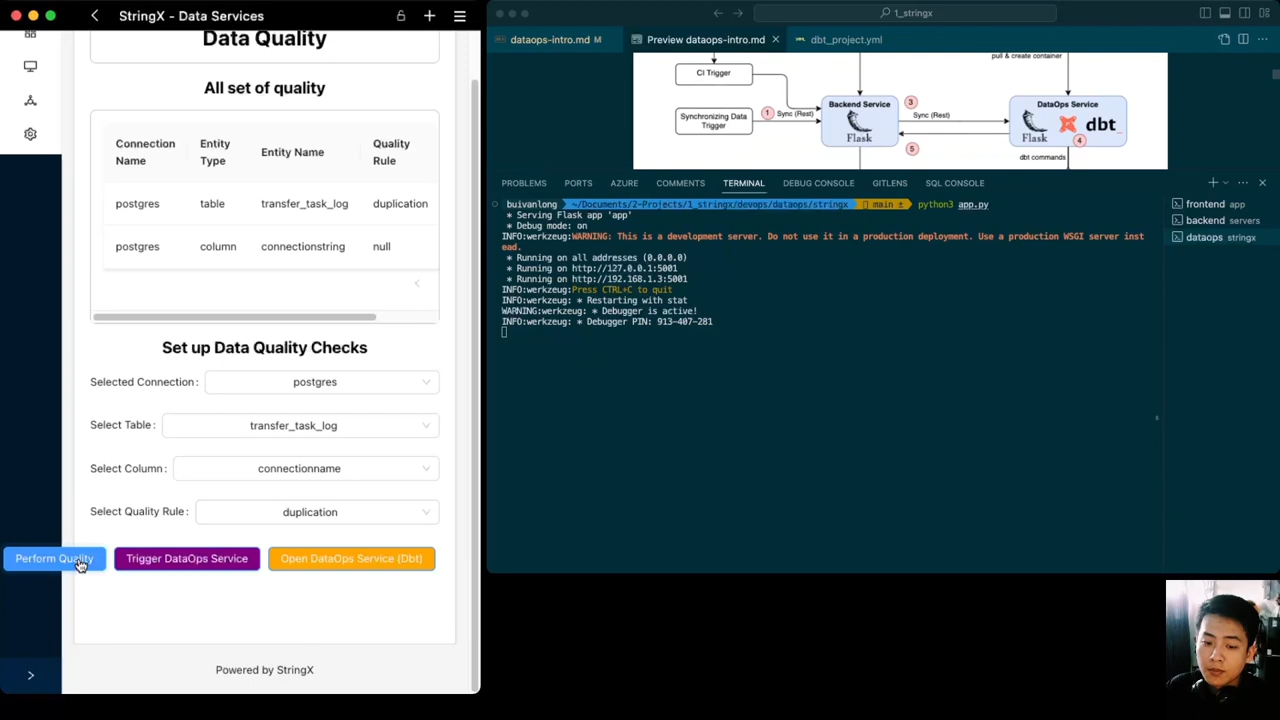 StringX - Data Services
Data Quality
All set of quality
Connection Name
Entity Type
Entity Name
Quality Rule
postgres
table
transfer_task_log
duplication
postgres
column
connectionstring
null
Set up Data Quality Checks
Selected Connection :
postgres
Select Table :
transfer_task_log
Select Column :
connectionname
Select Quality Rule :
duplication
Perform Quality
Trigger DataOps Service
Open DataOps Service (Dbt)
Powered by StringX
1_stringx
dataops-intro.md M
Preview dataops-intro.md
dbt_project.yml
pull & create container
CI Trigger
Synchronizing Data
Trigger
1
Sync (Rest)
Backend Service
Flask
3
Sync (Rest)
5
DataOps Service
Flask
dbt
4
dbt commands
PROBLEMS
PORTS
AZURE
COMMENTS
TERMINAL
DEBUG CONSOLE
GITLENS
SQL CONSOLE
buivanlong ~/Documents/2-Projects/1_stringx/devops/dataops/stringx main ± python3 app.py
* Serving Flask app 'app'
* Debug mode: on
INFO:werkzeug:WARNING: This is a development server. Do not use it in a production deployment. Use a production WSGI server inst
ead.
* Running on all addresses (0.0.0.0)
* Running on http://127.0.0.1:5001
* Running on http://192.168.1.3:5001
INFO:werkzeug:Press CTRL+C to quit
INFO:werkzeug: * Restarting with stat
WARNING:werkzeug: * Debugger is active!
INFO:werkzeug: * Debugger PIN: 913-407-281
frontend app
backend servers
dataops stringx